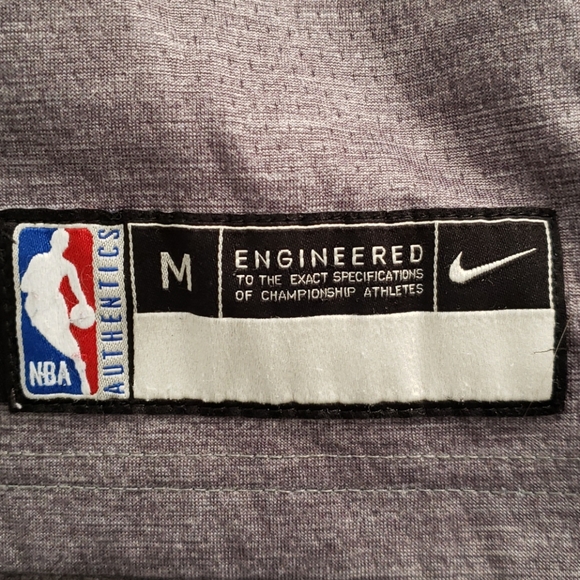 NBA
AUTHENTICS
M
ENGINEERED
TO THE EXACT SPECIFICATIONS
OF CHAMPIONSHIP ATHLETES